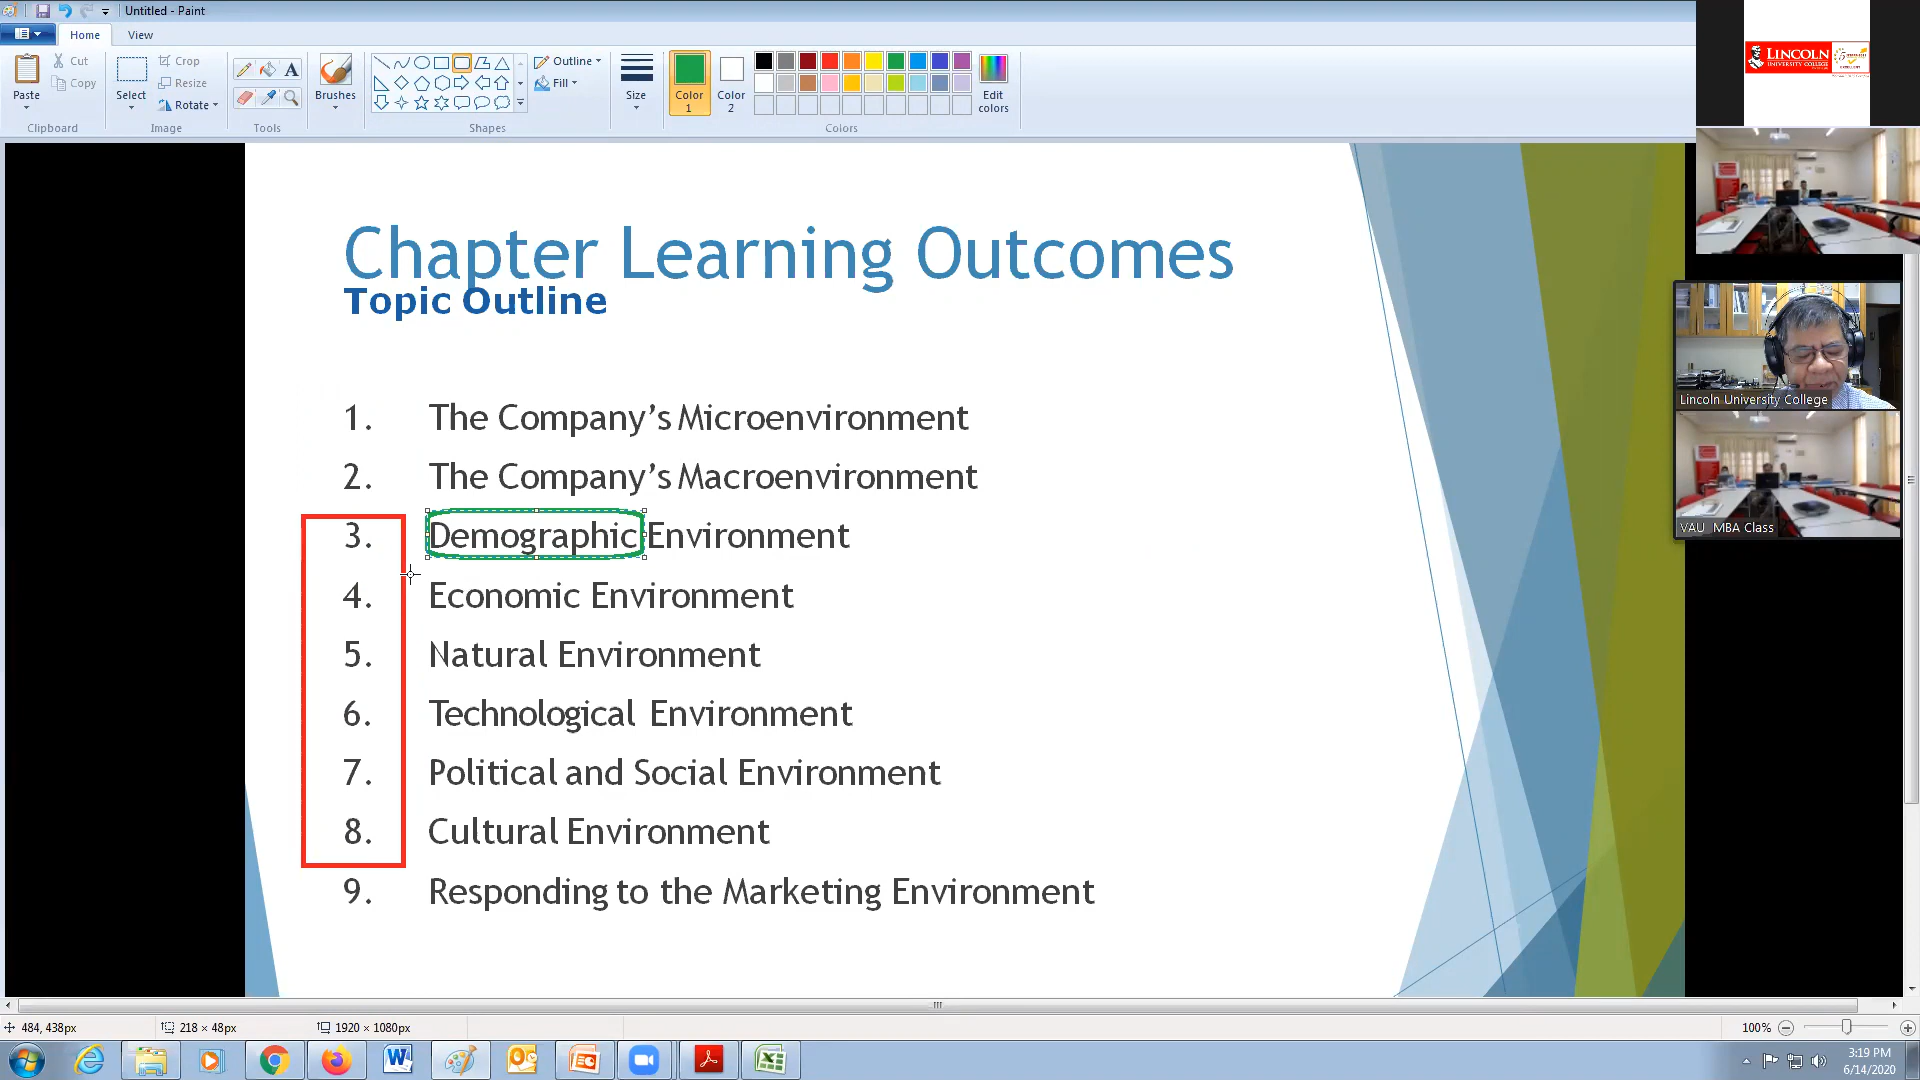 Untitled - Paint
Home
View
Paste
Cut
Copy
Clipboard
Select
Crop
Resize
Rotate
Image
Tools
Brushes
Shapes
Outline
Fill
Size
Color 1
Color 2
Edit colors
Colors
LINCOLN
UNIVERSITY COLLEGE
Chapter Learning Outcomes
Topic Outline
1. The Company’s Microenvironment
2. The Company’s Macroenvironment
3. Demographic Environment
4. Economic Environment
5. Natural Environment
6. Technological Environment
7. Political and Social Environment
8. Cultural Environment
9. Responding to the Marketing Environment
Lincoln University College
VAU MBA Class
484, 438px
218 × 48px
1920 × 1080px
100%
3:19 PM
6/14/2020